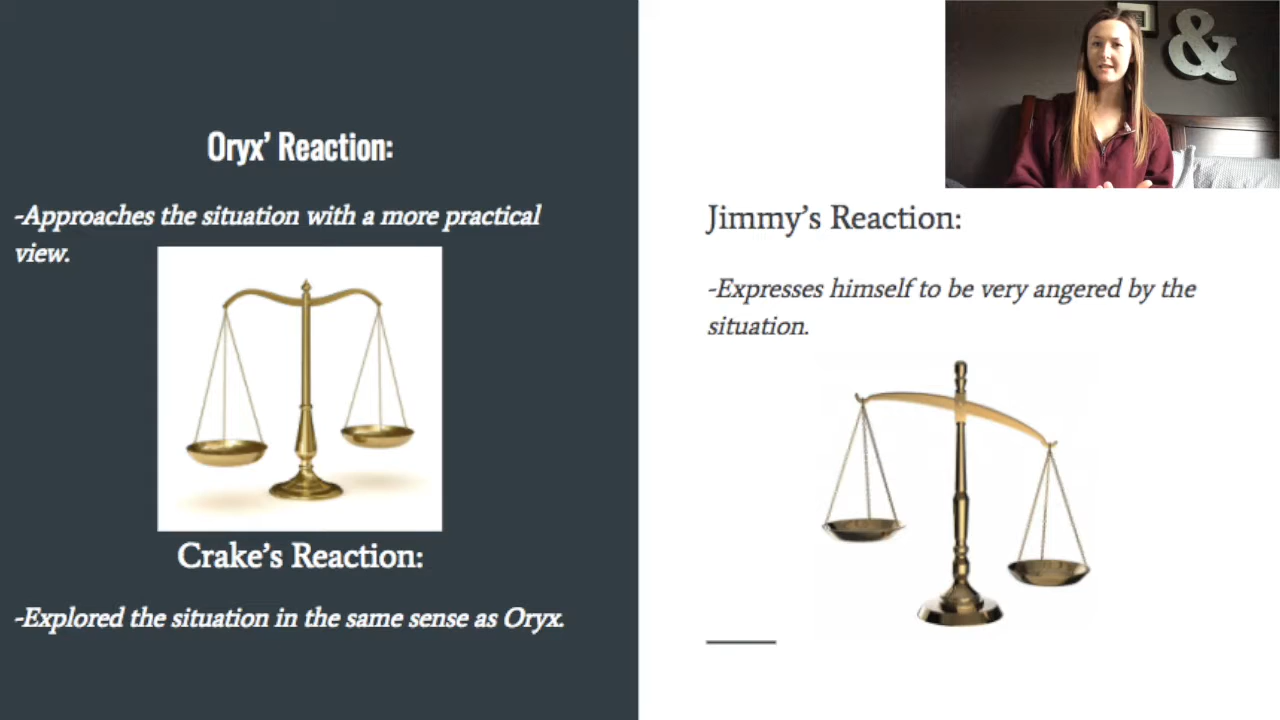 Oryx' Reaction:
-Approaches the situation with a more practical
view.
Crake's Reaction:
-Explored the situation in the same sense as Oryx.
&
Jimmy's Reaction:
-Expresses himself to be very angered by the
situation.